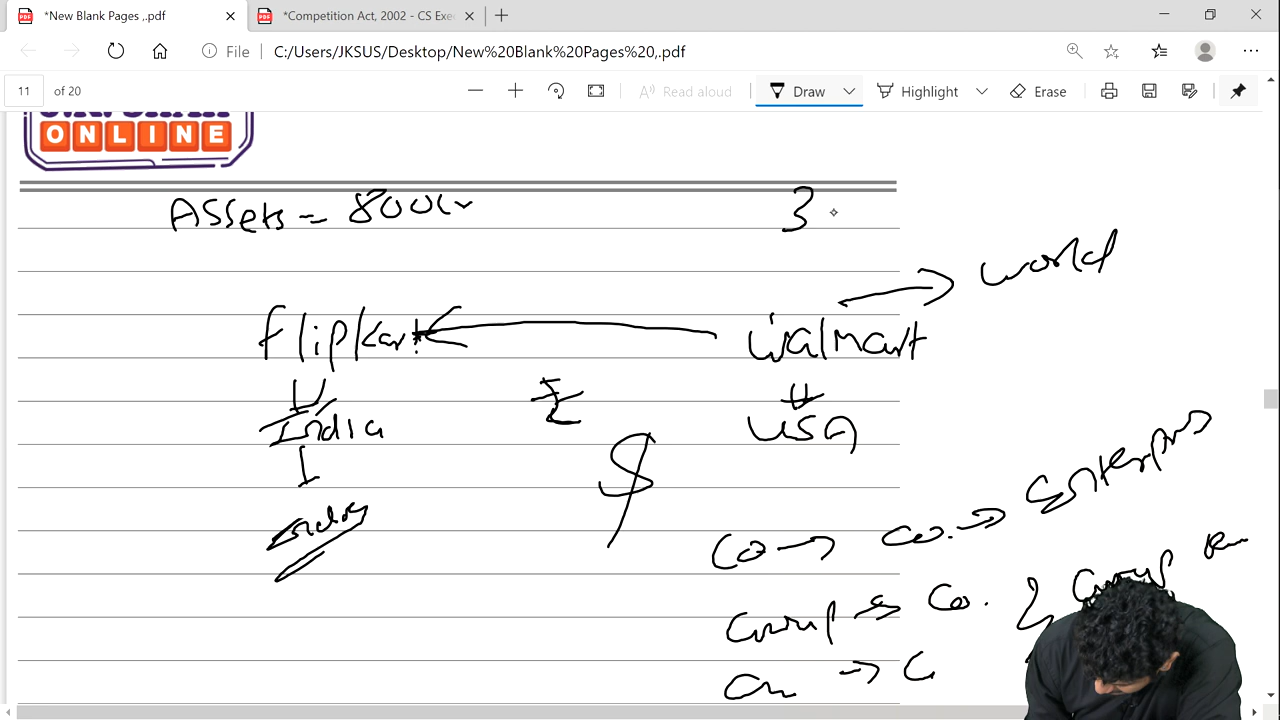 *New Blank Pages ,.pdf
*Competition Act, 2002 - CS Exe
File C:/Users/JKSUS/Desktop/New%20Blank%20Pages%20,.pdf
11 of 20 Read aloud Draw Highlight Erase
ONLINE
Assets = 800Cr 3
World
Flipkart Walmart
India ₹ USA
$
Co → Co. → Enterpris
Group Co. Group